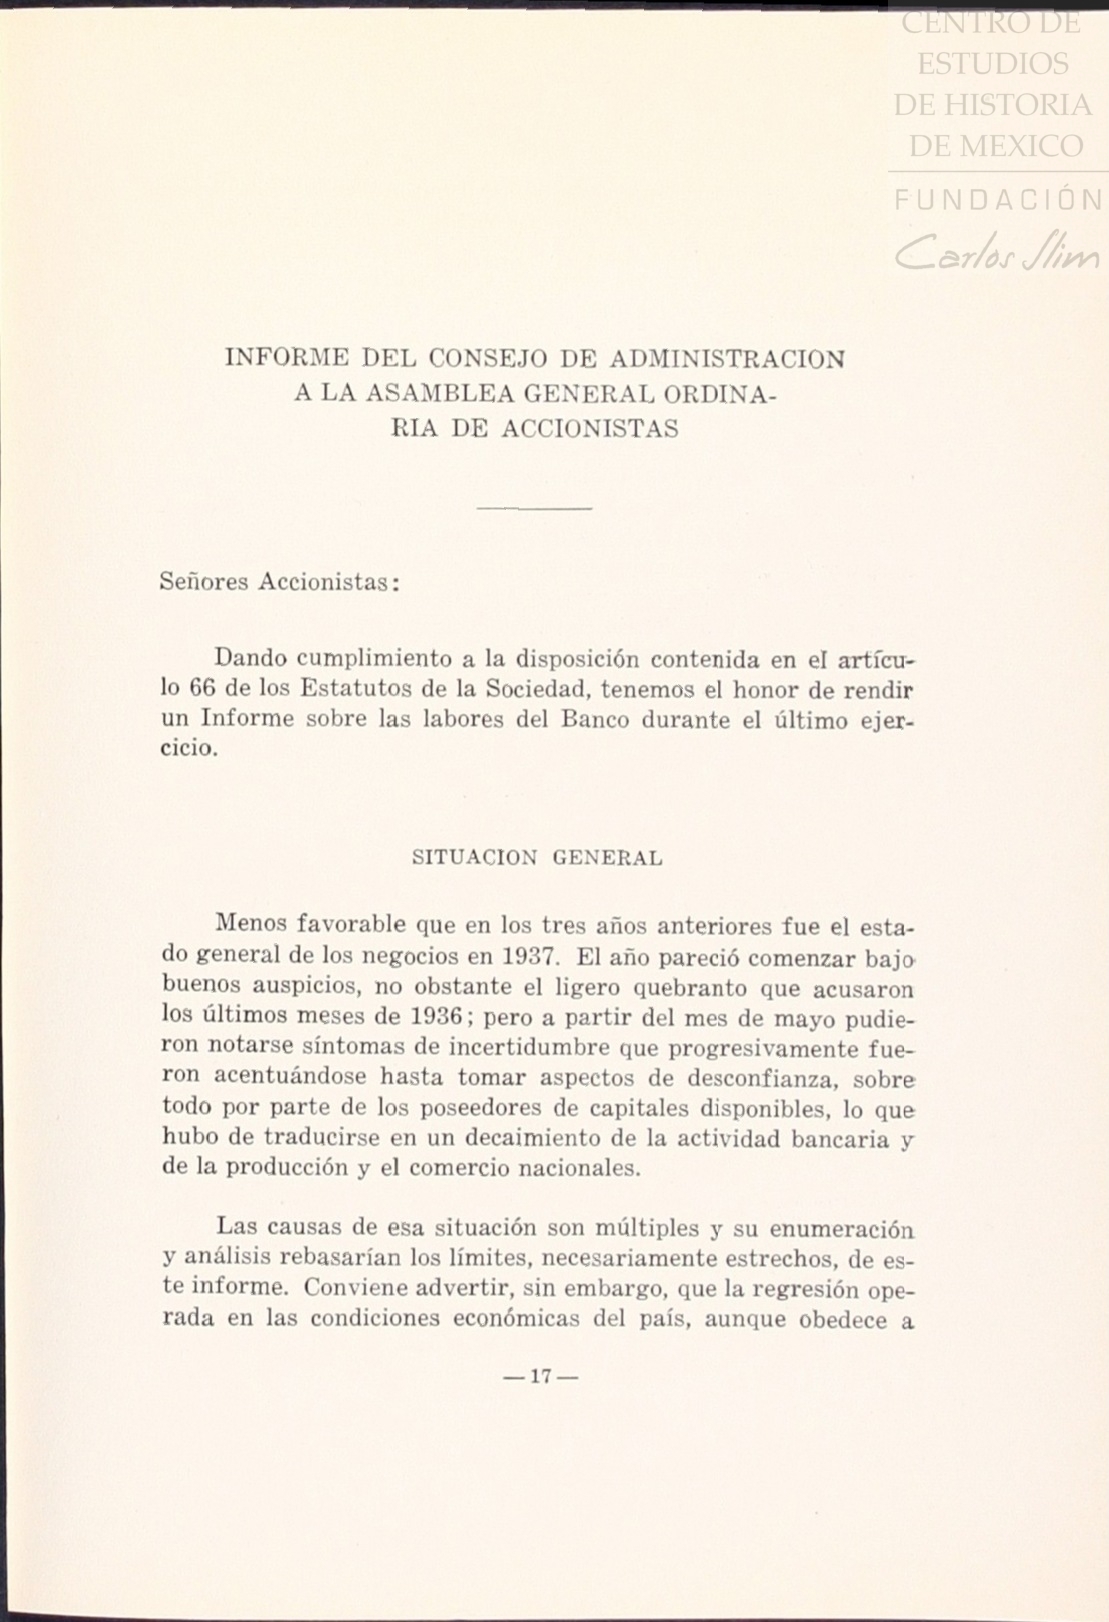 CENTRO DE
ESTUDIOS
DE HISTORIA
DE MEXICO
FUNDACIÓN
Carlos Slim
INFORME DEL CONSEJO DE ADMINISTRACION
A LA ASAMBLEA GENERAL ORDINA-
RIA DE ACCIONISTAS
Señores Accionistas:
Dando cumplimiento a la disposición contenida en el artícu-
lo 66 de los Estatutos de la Sociedad, tenemos el honor de rendir
un Informe sobre las labores del Banco durante el último ejer-
cicio.
SITUACION GENERAL
Menos favorable que en los tres años anteriores fue el esta-
do general de los negocios en 1937. El año pareció comenzar bajo
buenos auspicios, no obstante el ligero quebranto que acusaron
los últimos meses de 1936; pero a partir del mes de mayo pudie-
ron notarse síntomas de incertidumbre que progresivamente fue-
ron acentuándose hasta tomar aspectos de desconfianza, sobre
todo por parte de los poseedores de capitales disponibles, lo que
hubo de traducirse en un decaimiento de la actividad bancaria y
de la producción y el comercio nacionales.
Las causas de esa situación son múltiples y su enumeración
y análisis rebasarían los límites, necesariamente estrechos, de es-
te informe. Conviene advertir, sin embargo, que la regresión ope-
rada en las condiciones económicas del país, aunque obedece a
— 17 —